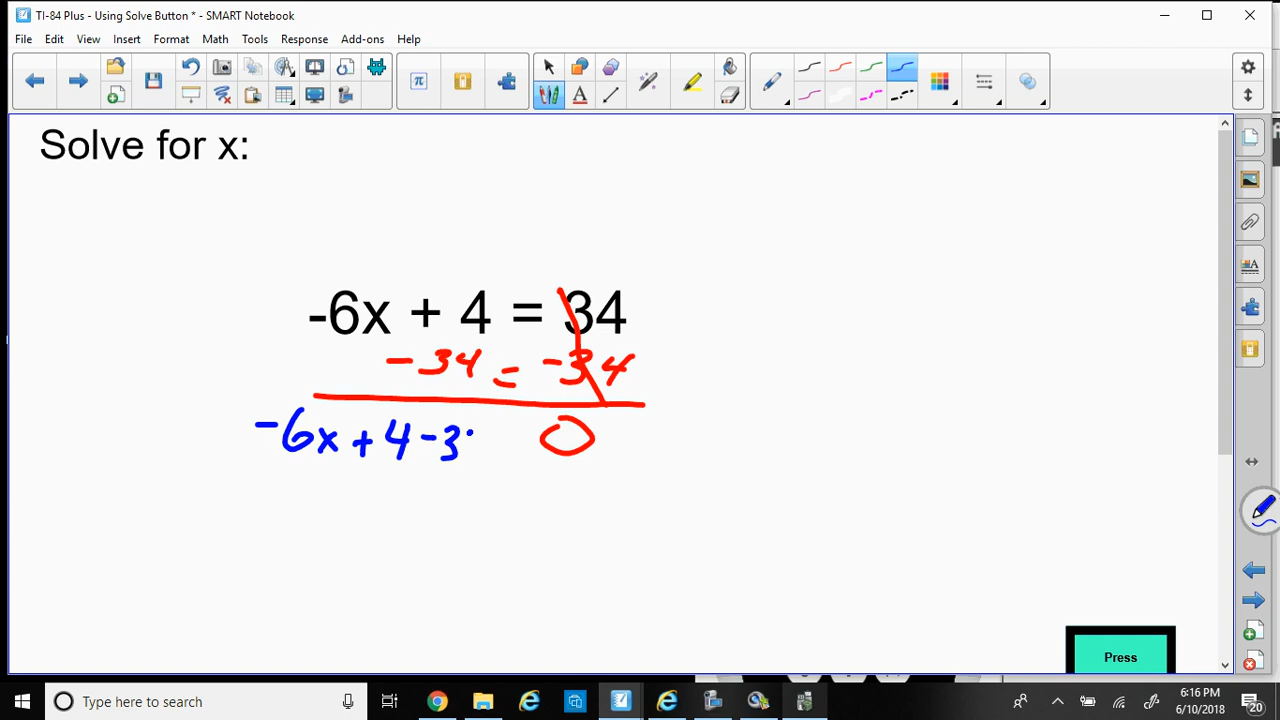 TI-84 Plus - Using Solve Button * - SMART Notebook
File Edit View Insert Format Math Tools Response Add-ons Help
Solve for x:
-6x + 4 = 34
-34 = -34
-6x + 4 - 3 0
Press
Type here to search
6:16 PM
6/10/2018
20